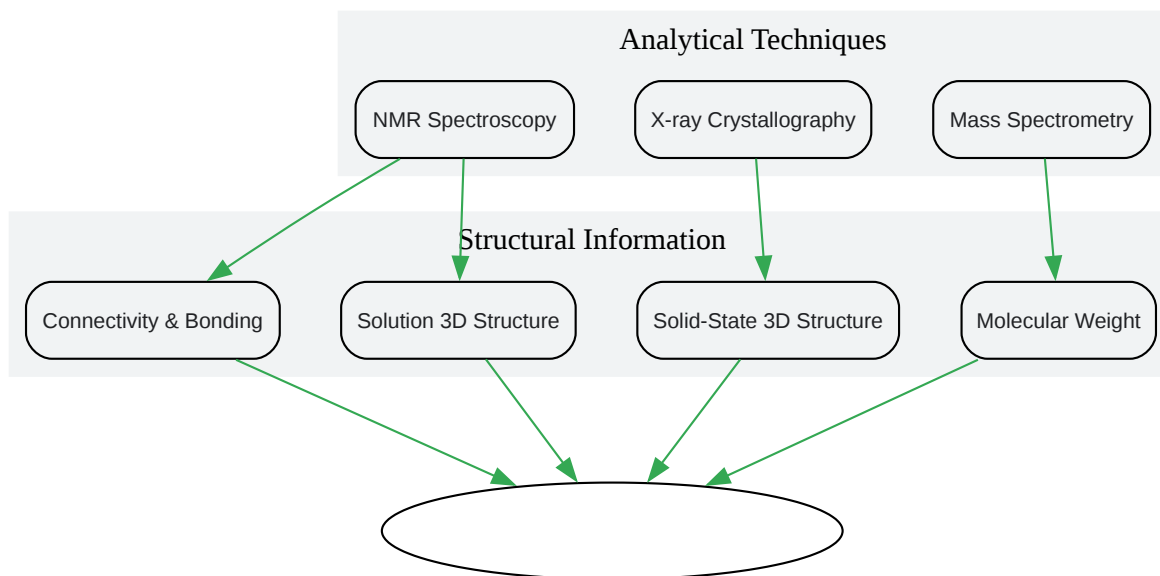 Analytical Techniques
NMR Spectroscopy
X-ray Crystallography
Mass Spectrometry
Structural Information
Connectivity & Bonding
Solution 3D Structure
Solid-State 3D Structure
Molecular Weight